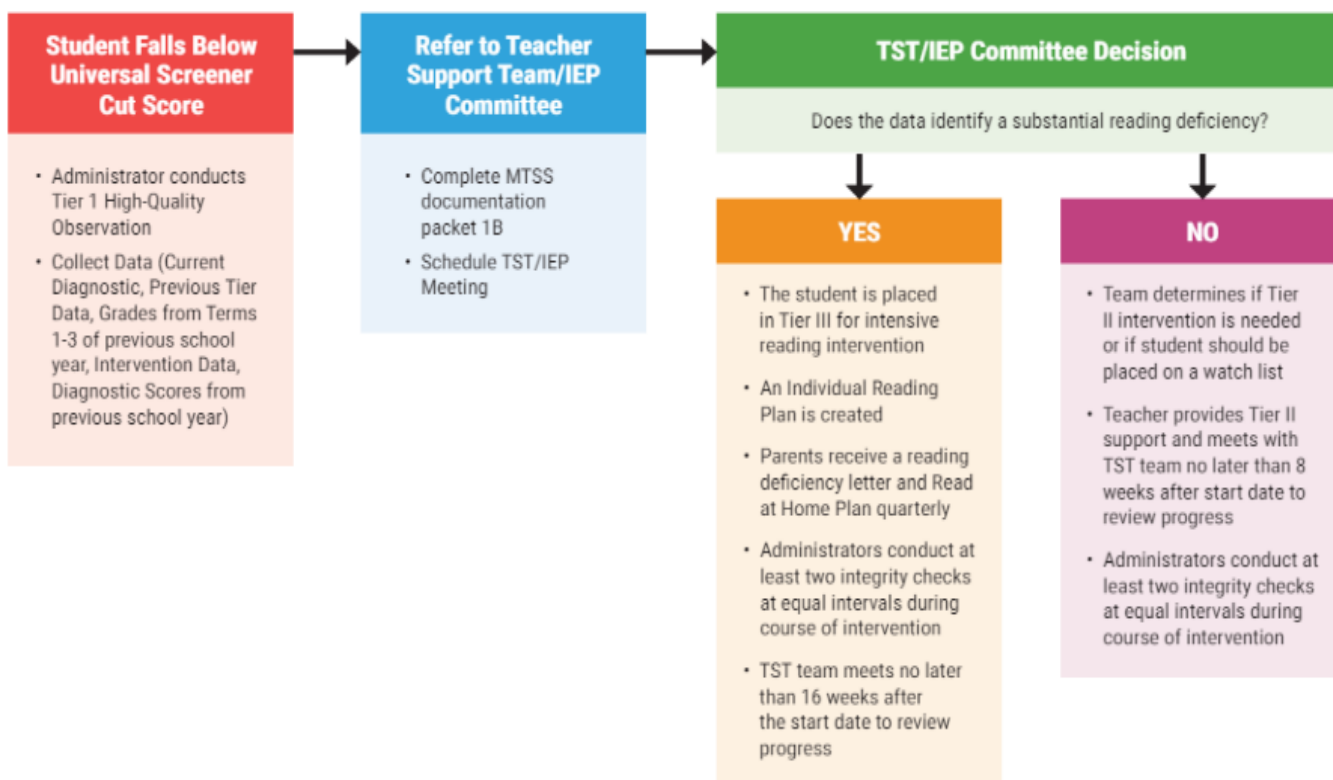 Student Falls Below
Universal Screener
Cut Score
• Administrator conducts
Tier 1 High-Quality
Observation
• Collect Data (Current
Diagnostic, Previous Tier
Data, Grades from Terms
1-3 of previous school
year, Intervention Data,
Diagnostic Scores from
previous school year)
Refer to Teacher
Support Team/IEP
Committee
• Complete MTSS
documentation
packet 1B
• Schedule TST/IEP
Meeting
TST/IEP Committee Decision
Does the data identify a substantial reading deficiency?
YES
• The student is placed
in Tier III for intensive
reading intervention
• An Individual Reading
Plan is created
• Parents receive a reading
deficiency letter and Read
at Home Plan quarterly
• Administrators conduct at
least two integrity checks
at equal intervals during
course of intervention
• TST team meets no later
than 16 weeks after
the start date to review
progress
NO
• Team determines if Tier
II intervention is needed
or if student should be
placed on a watch list
• Teacher provides Tier II
support and meets with
TST team no later than 8
weeks after start date to
review progress
• Administrators conduct at
least two integrity checks
at equal intervals during
course of intervention